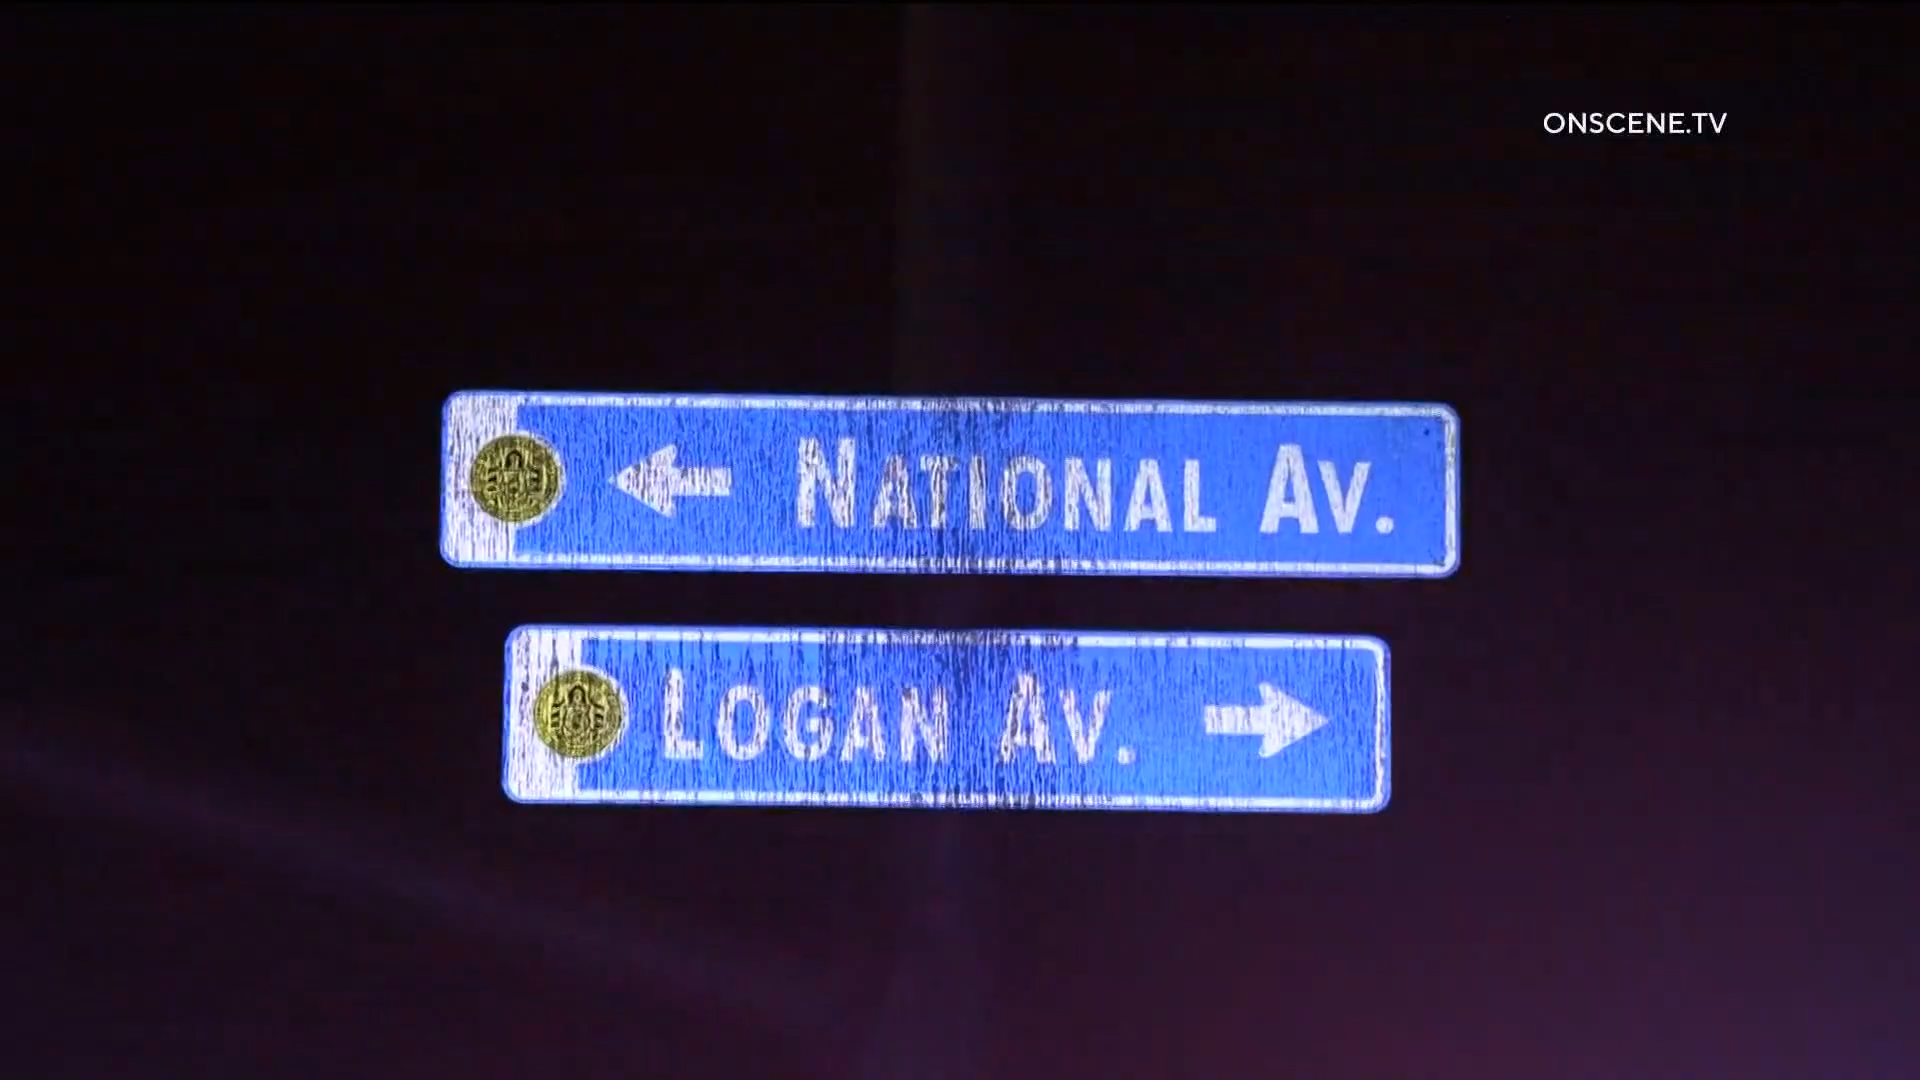 ONSCENE.TV
← NATIONAL AV.
LOGAN AV. →